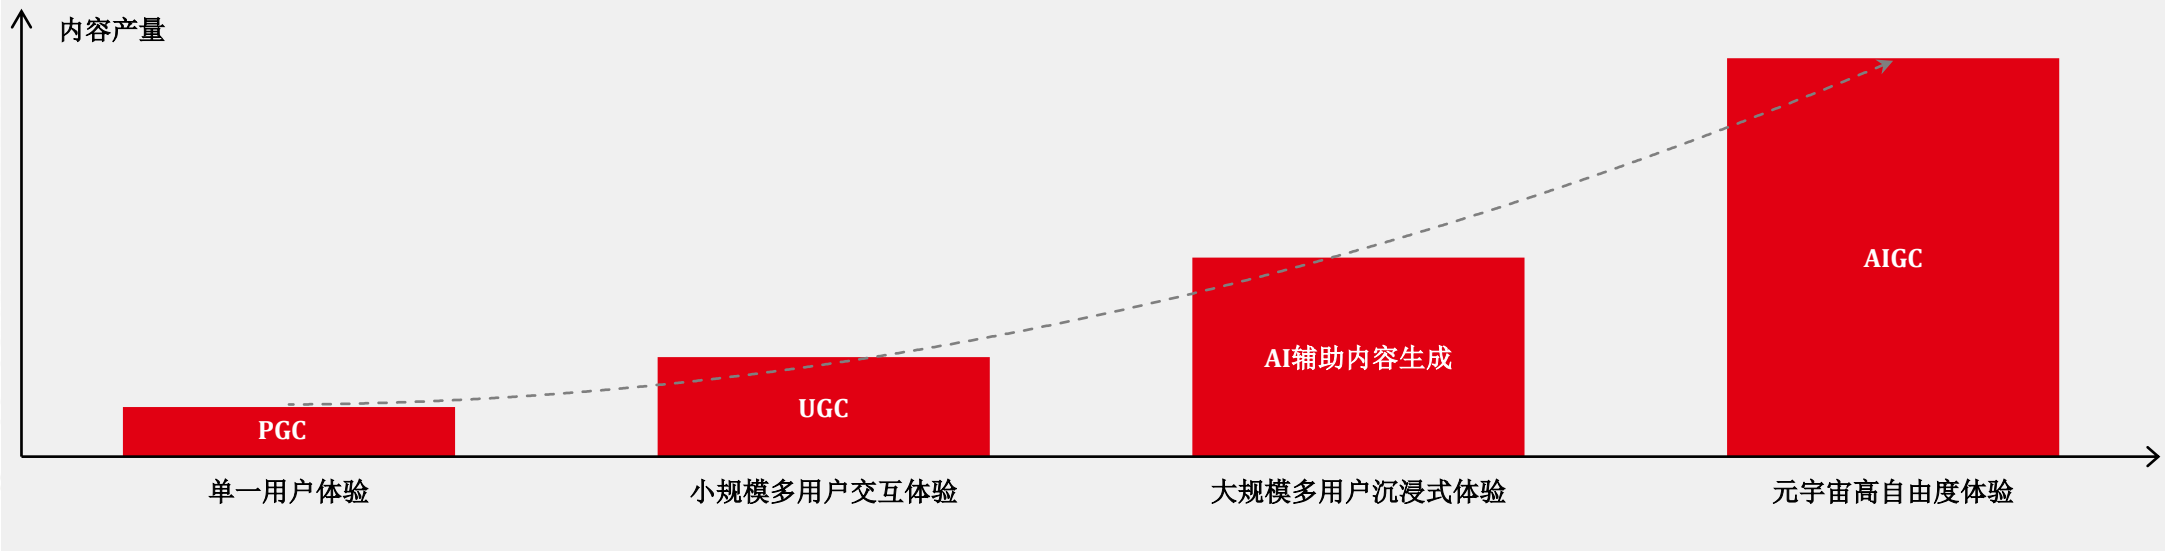 内容产量
PGC
UGC
AI辅助内容生成
AIGC
单一用户体验
小规模多用户交互体验
大规模多用户沉浸式体验
元宇宙高自由度体验